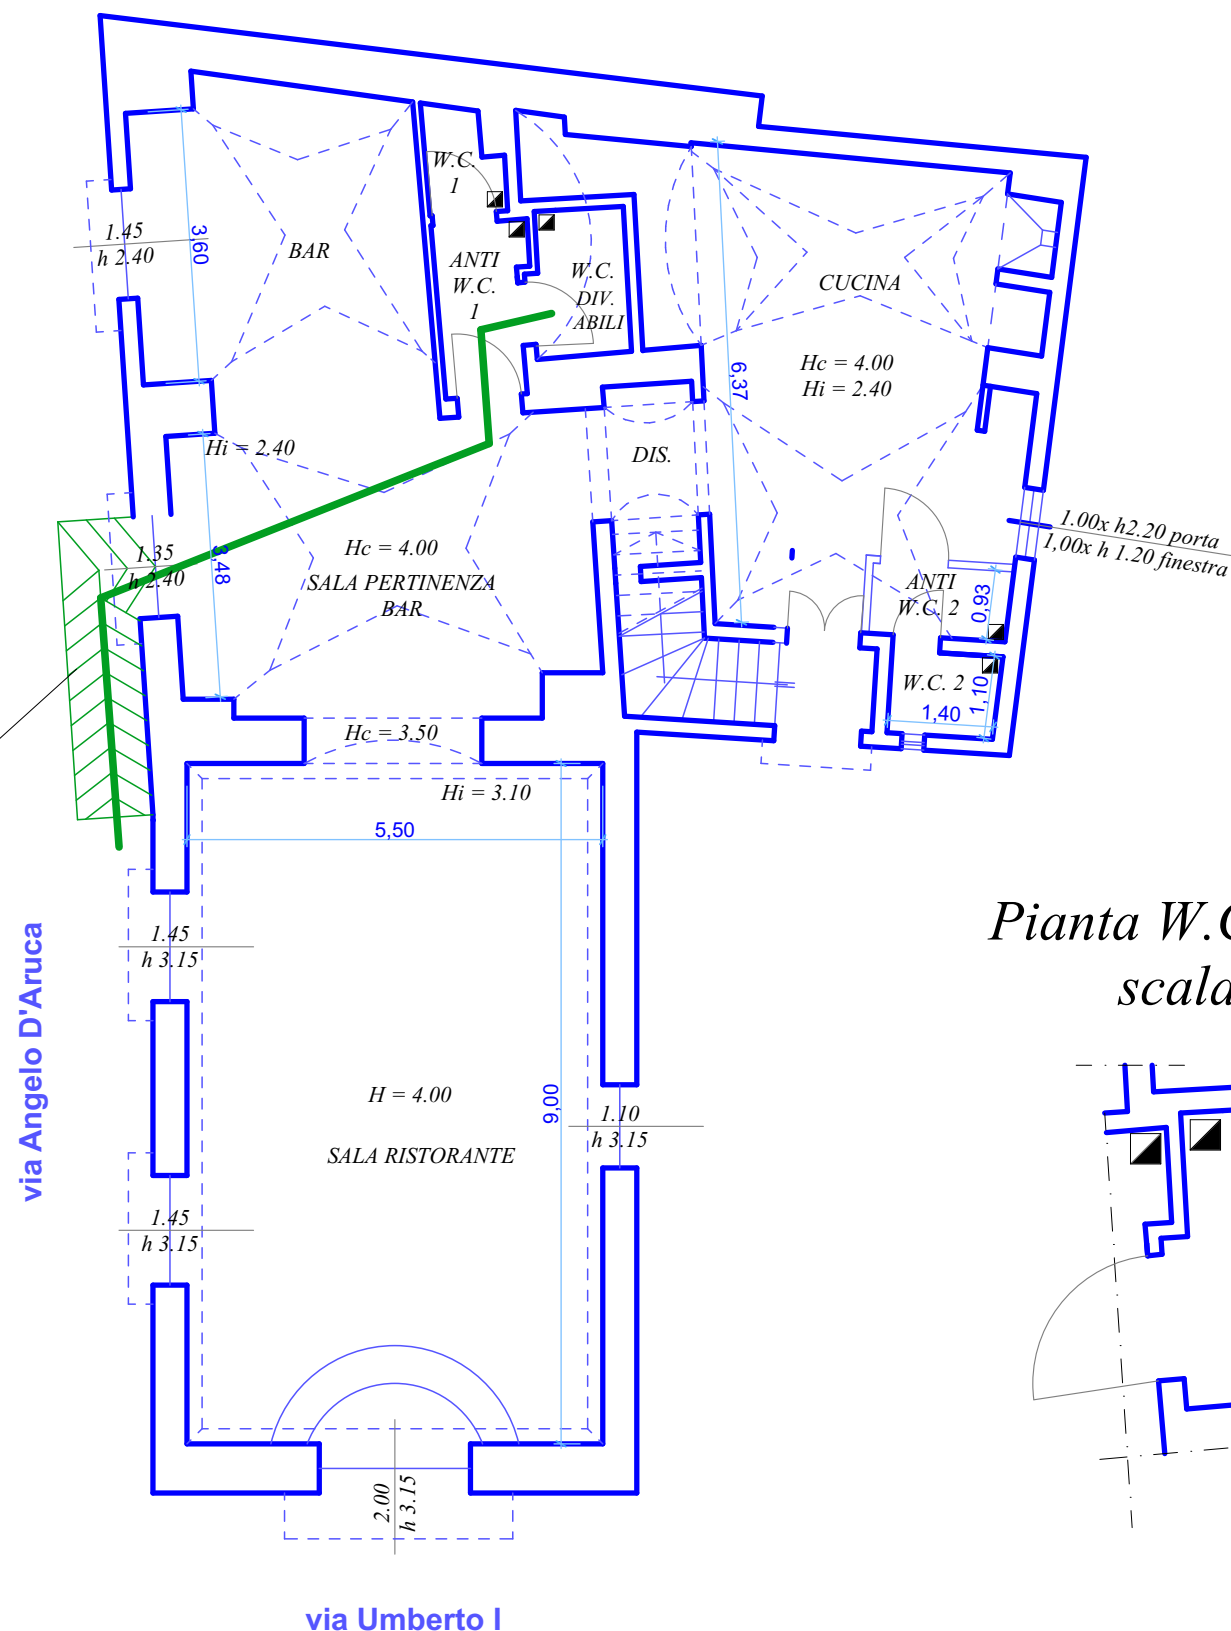 W.C.
1
1.45
h 2.40
3,60
BAR
ANTI
W.C.
1
W.C.
DIV.
ABILI
CUCINA
Hc = 4.00
Hi = 2.40
6,37
Hi = 2.40
DIS.
1.00x h2.20 porta
1,00x h 1.20 finestra
1.35
h 2.40
3,48
Hc = 4.00
SALA PERTINENZA
BAR
ANTI
W.C. 2
0,93
W.C. 2
1,10
1,40
Hc = 3.50
Hi = 3.10
5,50
via Angelo D'Aruca
1.45
h 3.15
Pianta W.C
scala
H = 4.00
9,00
1.10
h 3.15
SALA RISTORANTE
1.45
h 3.15
2.00
h 3.15
via Umberto I